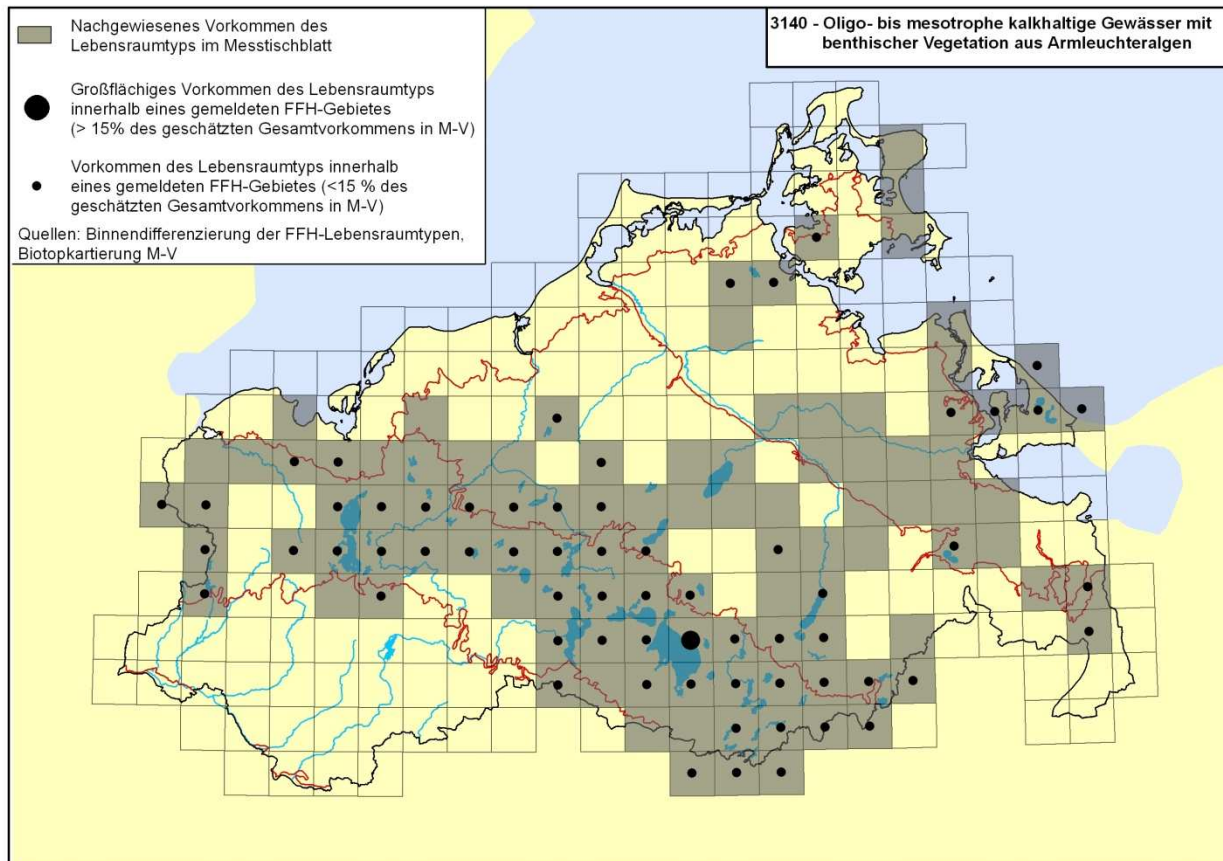 Nachgewiesenes Vorkommen des
Lebensraumtyps im Messtischblatt
Großflächiges Vorkommen des Lebensraumtyps
innerhalb eines gemeldeten FFH-Gebietes
(> 15% des geschätzten Gesamtvorkommens in M-V)
Vorkommen des Lebensraumtyps innerhalb
eines gemeldeten FFH-Gebietes (<15 % des
geschätzten Gesamtvorkommens in M-V)
Quellen: Binnendifferenzierung der FFH-Lebensraumtypen,
Biotopkartierung M-V
3140 - Oligo- bis mesotrophe kalkhaltige Gewässer mit
benthischer Vegetation aus Armleuchteralgen